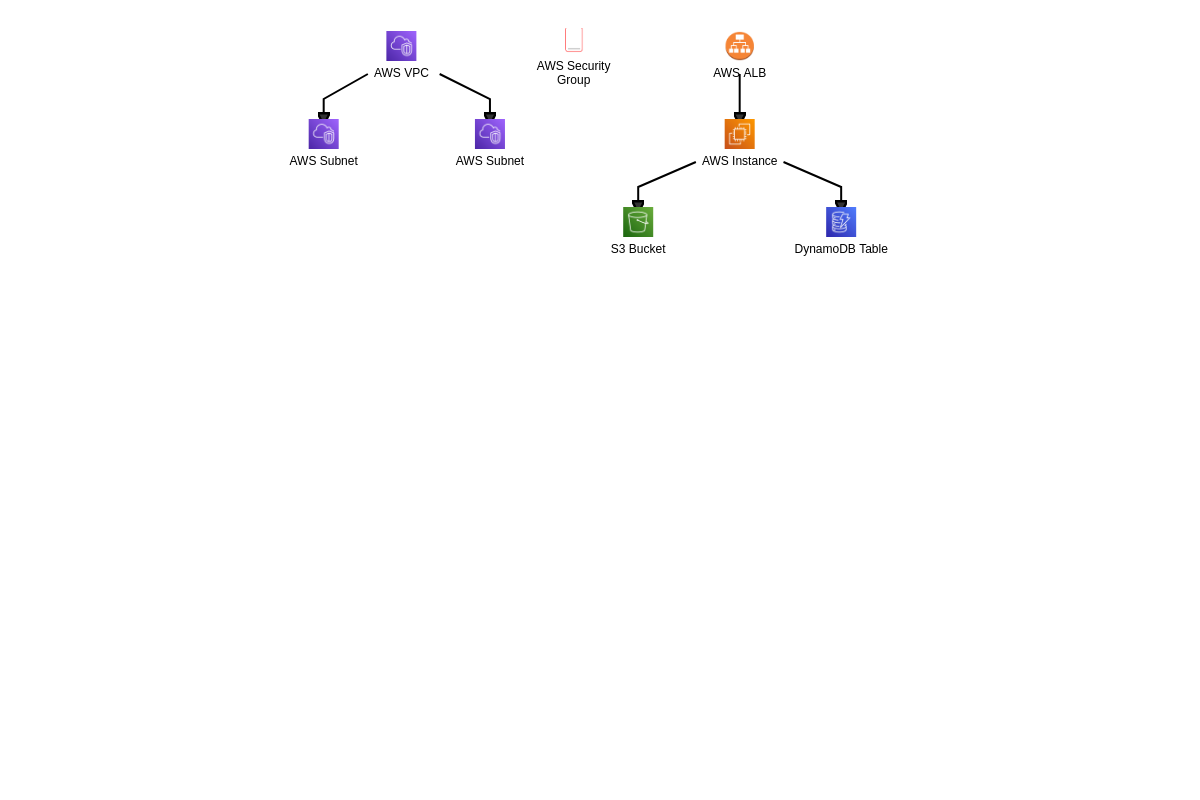 AWS VPC
AWS Security
Group
AWS ALB
AWS Subnet
AWS Subnet
AWS Instance
S3 Bucket
DynamoDB Table